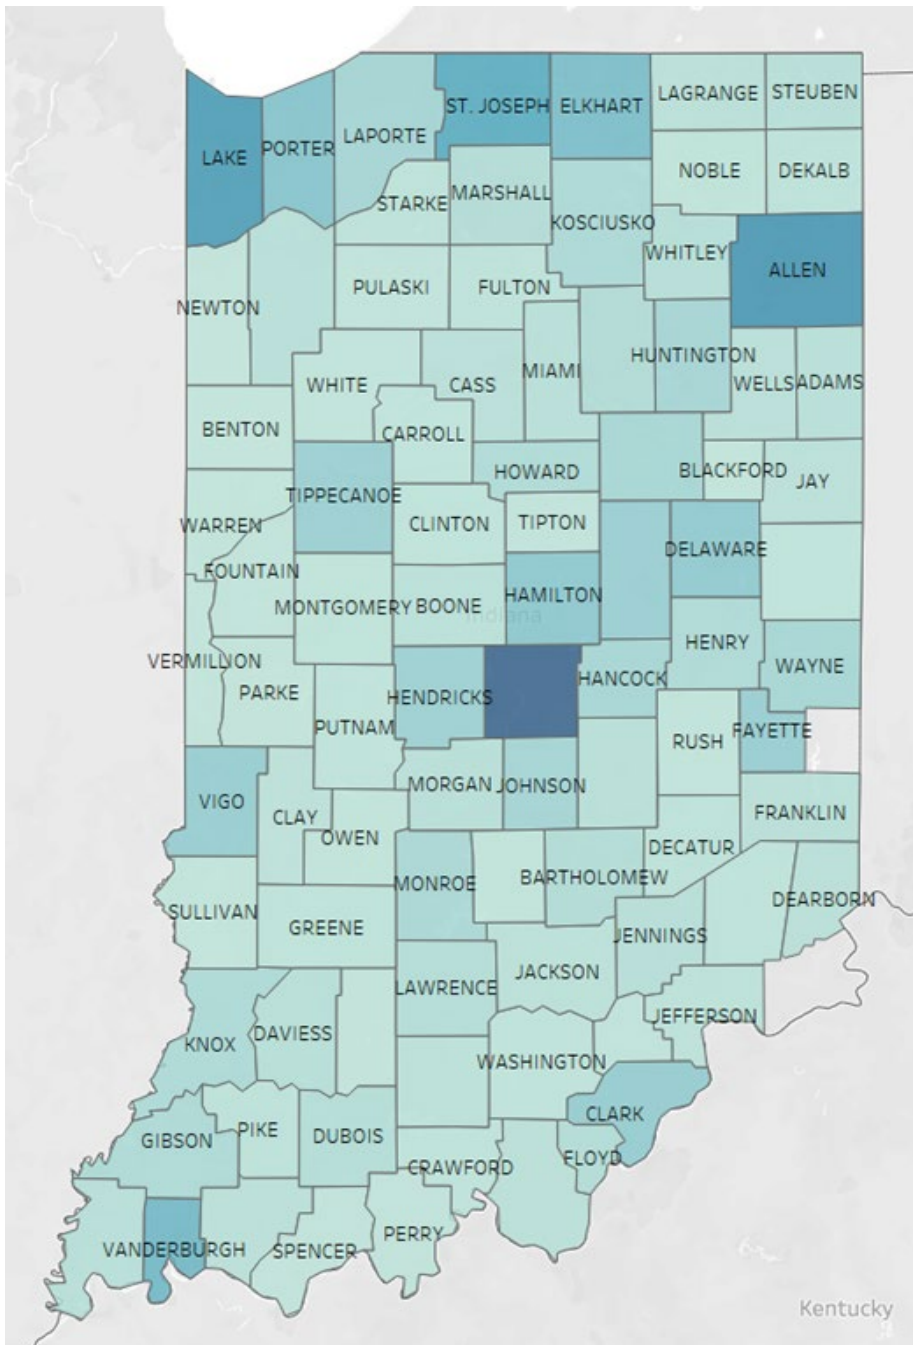 LAGRANGE
STEUBEN
ST. JOSEPH
ELKHART
LAPORTE
PORTER
LAKE
NOBLE
DEKALB
MARSHALL
STARKE
KOSCIUSKO
WHITLEY
ALLEN
PULASKI
FULTON
NEWTON
HUNTINGTON
MIAMI
WHITE
CASS
WELLS
ADAMS
BENTON
CARROLL
HOWARD
BLACKFORD
JAY
TIPPECANOE
WARREN
CLINTON
TIPTON
DELAWARE
FOUNTAIN
HAMILTON
MONTGOMERY
BOONE
Indiana
HENRY
VERMILLION
WAYNE
HANCOCK
PARKE
HENDRICKS
PUTNAM
FAYETTE
RUSH
MORGAN
JOHNSON
VIGO
CLAY
FRANKLIN
OWEN
DECATUR
BARTHOLOMEW
MONROE
DEARBORN
SULLIVAN
GREENE
JENNINGS
JACKSON
LAWRENCE
JEFFERSON
DAVIESS
KNOX
WASHINGTON
CLARK
PIKE
DUBOIS
GIBSON
FLOYD
CRAWFORD
PERRY
VANDERBURGH
SPENCER
Kentucky